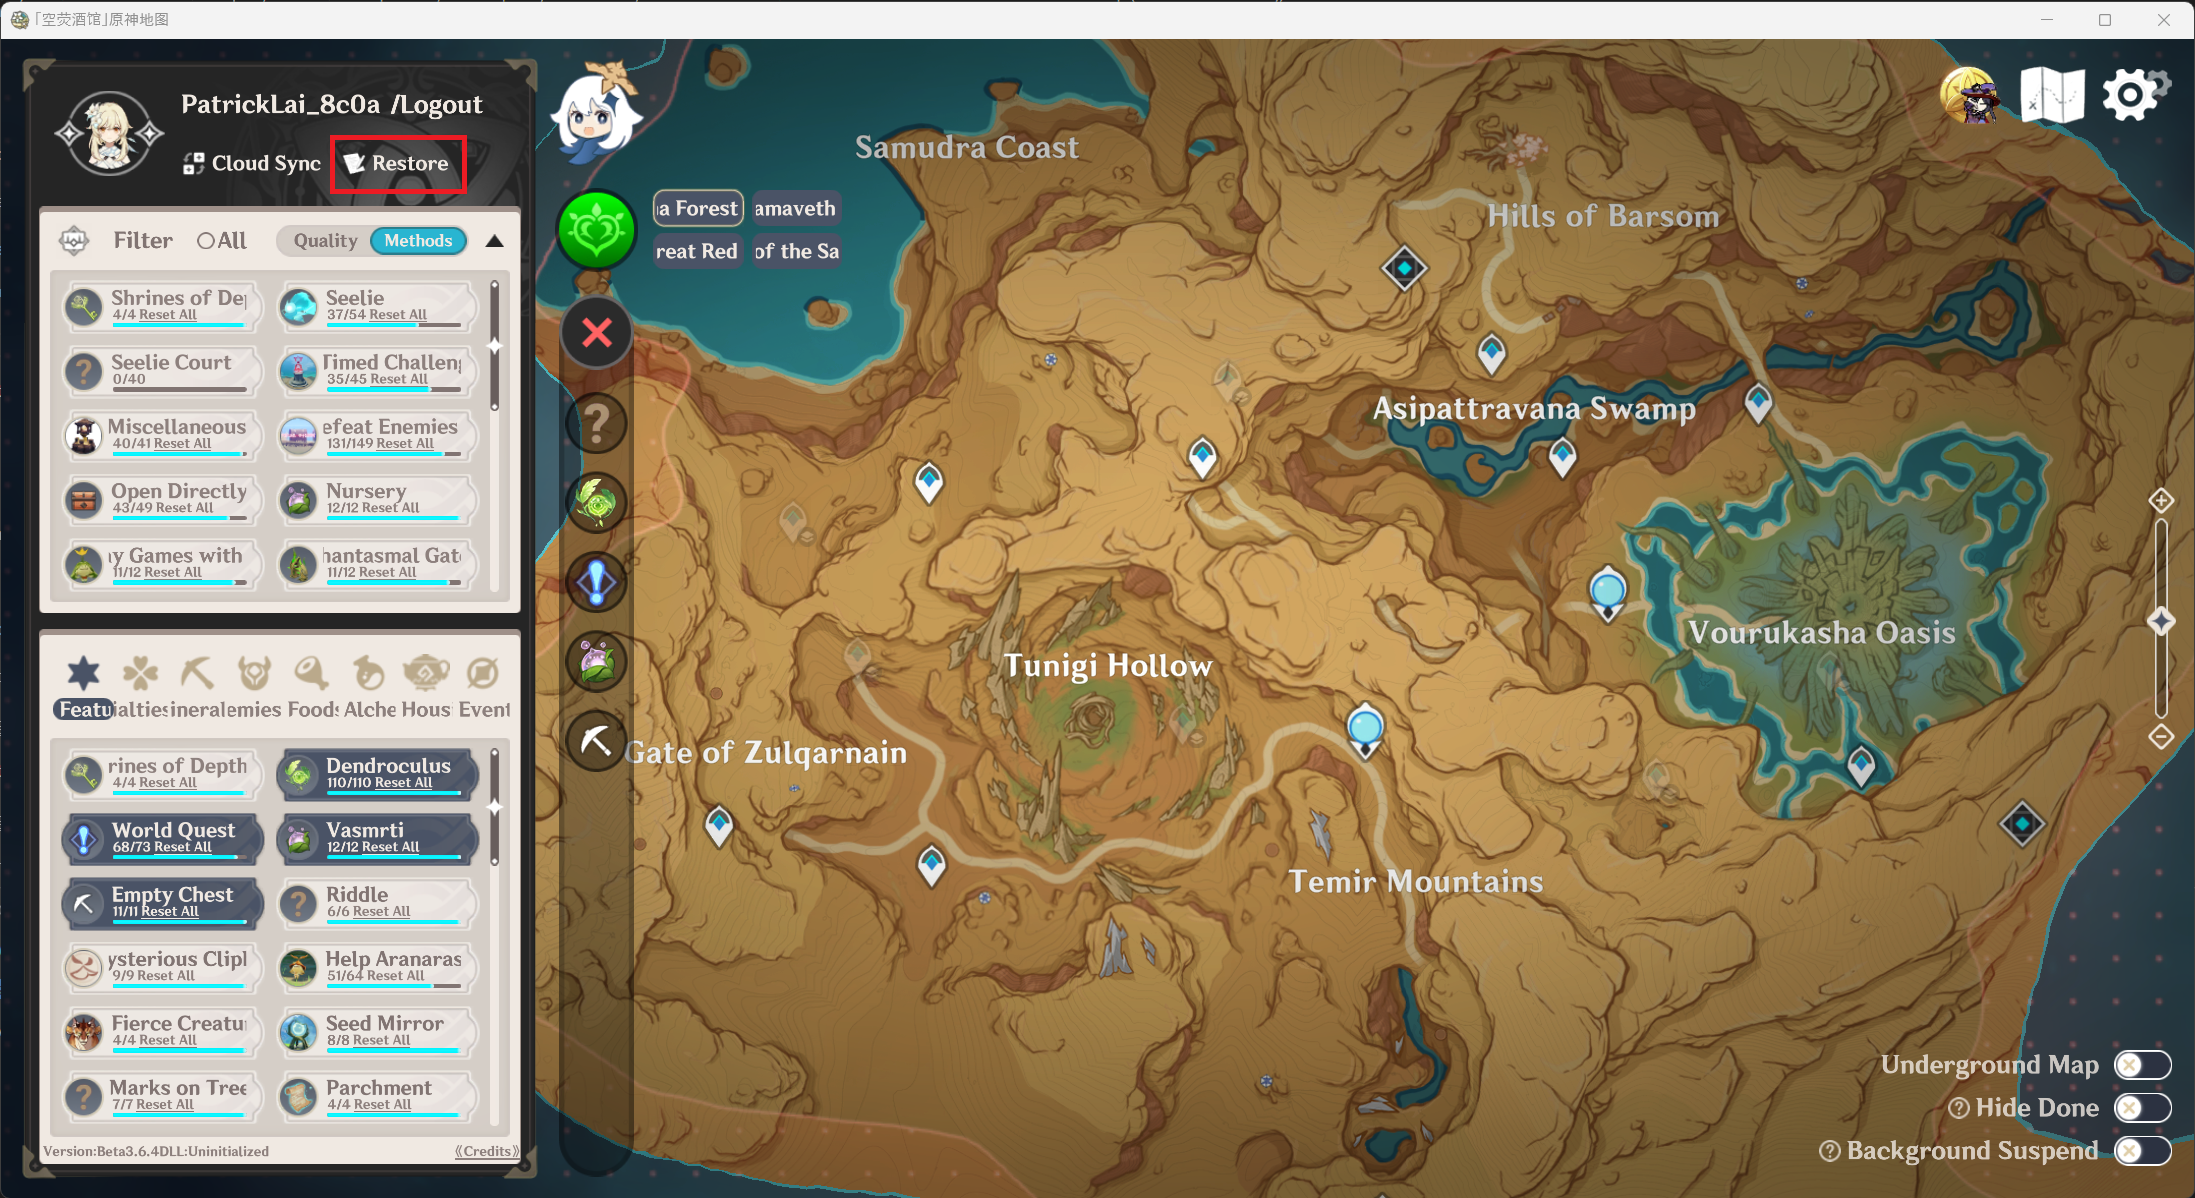 「空荧酒馆」原神地图
PatrickLai_8c0a /Logout
Cloud Sync
Restore
Filter
All
Quality
Methods
Shrines of Dep
4/4 Reset All
Seelie
37/54 Reset All
Seelie Court
0/40
Timed Challeng
35/45 Reset All
Miscellaneous
40/41 Reset All
efeat Enemies
131/149 Reset All
Open Directly
43/49 Reset All
Nursery
12/12 Reset All
y Games with
11/12 Reset All
hantasmal Gate
11/12 Reset All
Featu
ialties
inerals
emies
Foods
Alche
Hous
Event
rines of Depth
4/4 Reset All
Dendroculus
110/110 Reset All
World Quest
68/73 Reset All
Vasmrti
12/12 Reset All
Empty Chest
11/11 Reset All
Riddle
6/6 Reset All
ysterious Clipl
9/9 Reset All
Help Aranaras
51/64 Reset All
Fierce Creatu
4/4 Reset All
Seed Mirror
8/8 Reset All
Marks on Tree
7/7 Reset All
Parchment
4/4 Reset All
Version:Beta3.6.4DLL:Uninitialized
《Credits》
a Forest
amaveth
reat Red
of the Sa
Samudra Coast
Hills of Barsom
Asipattravana Swamp
Vourukasha Oasis
Tunigi Hollow
Gate of Zulqarnain
Temir Mountains
Underground Map
Hide Done
Background Suspend